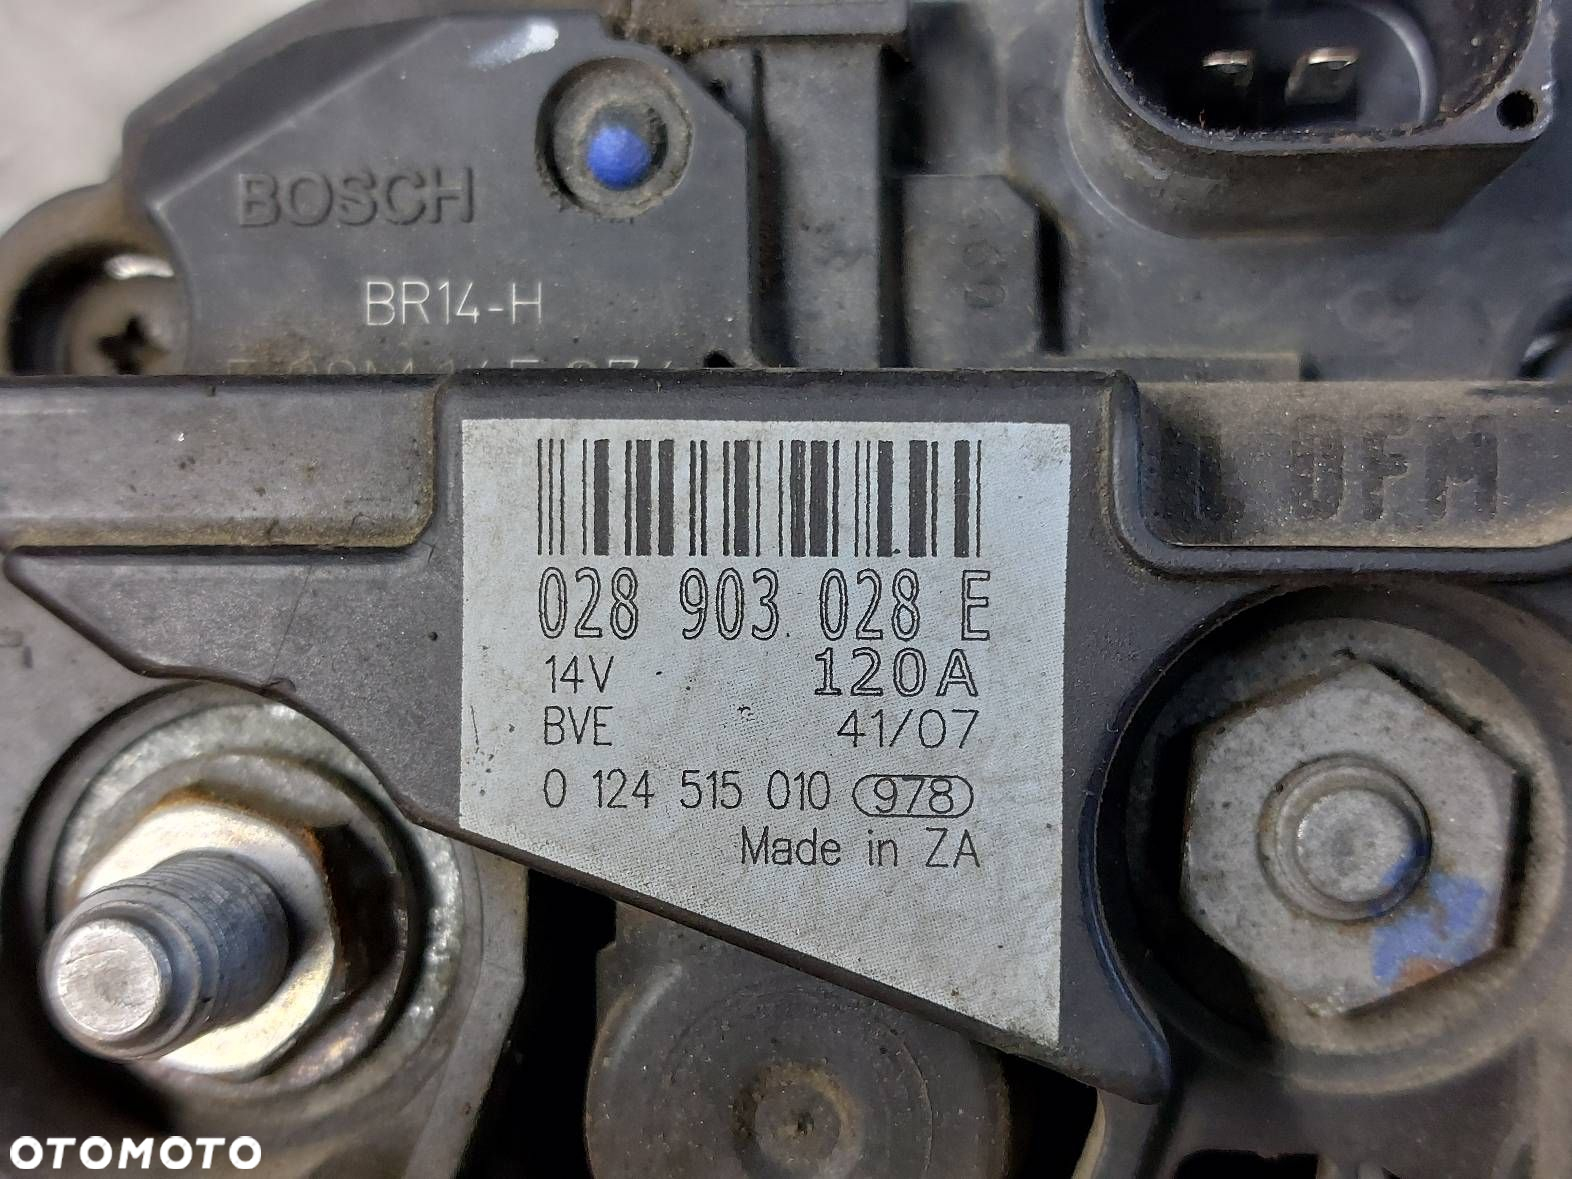 BOSCH
BR14-H
DFM
028 903 028 E
14V 120A
BVE 41/07
0 124 515 010 978
Made in ZA
OTOMOTO